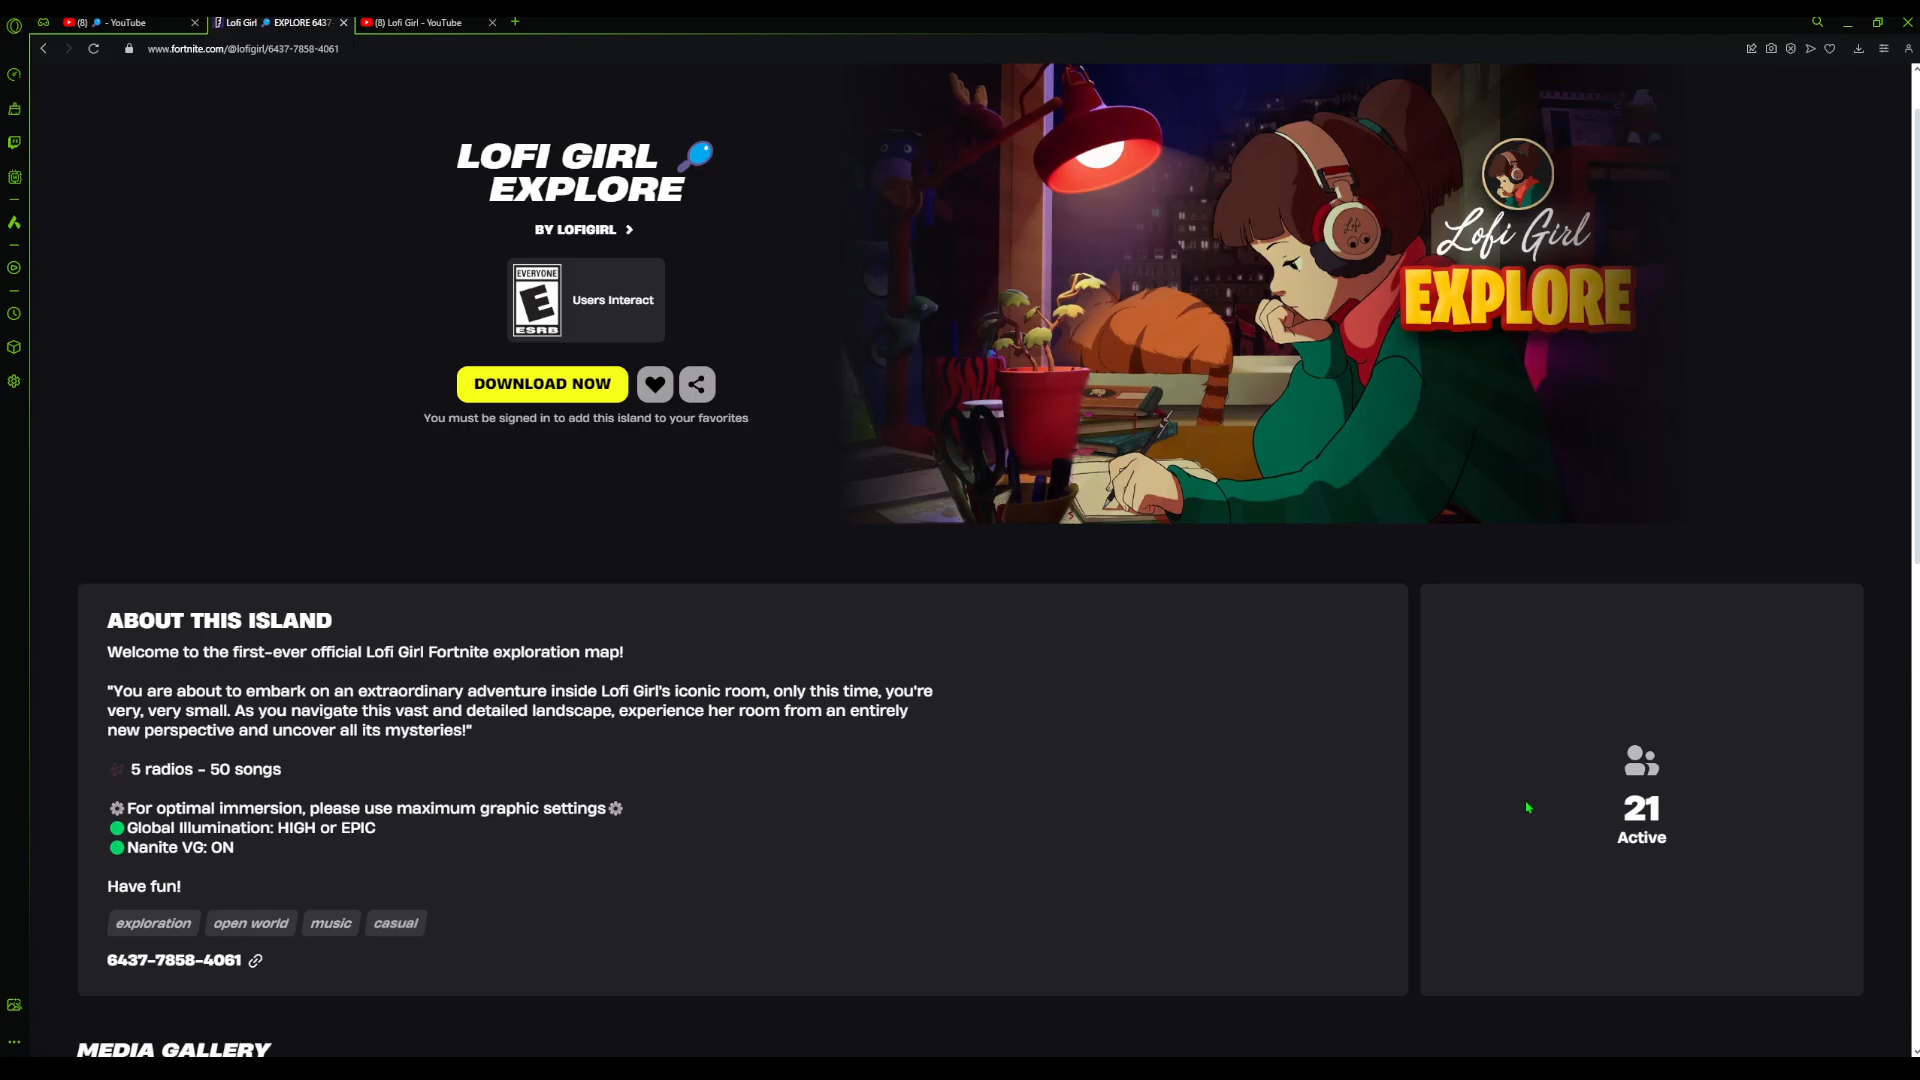 (8) 🔎 - YouTube
Lofi Girl 🔎 EXPLORE 6437-
(8) Lofi Girl - YouTube
www.fortnite.com/@lofigirl/6437-7858-4061
LOFI GIRL 🔎
EXPLORE
BY LOFIGIRL
EVERYONE
E
ESRB
Users Interact
DOWNLOAD NOW
You must be signed in to add this island to your favorites
Lofi
Lofi Girl
EXPLORE
ABOUT THIS ISLAND
Welcome to the first-ever official Lofi Girl Fortnite exploration map!
"You are about to embark on an extraordinary adventure inside Lofi Girl's iconic room, only this time, you're
very, very small. As you navigate this vast and detailed landscape, experience her room from an entirely
new perspective and uncover all its mysteries!"
🎶 5 radios - 50 songs
⚙️For optimal immersion, please use maximum graphic settings⚙️
🟢Global Illumination: HIGH or EPIC
🟢Nanite VG: ON
Have fun!
exploration open world music casual
6437-7858-4061
21
Active
MEDIA GALLERY